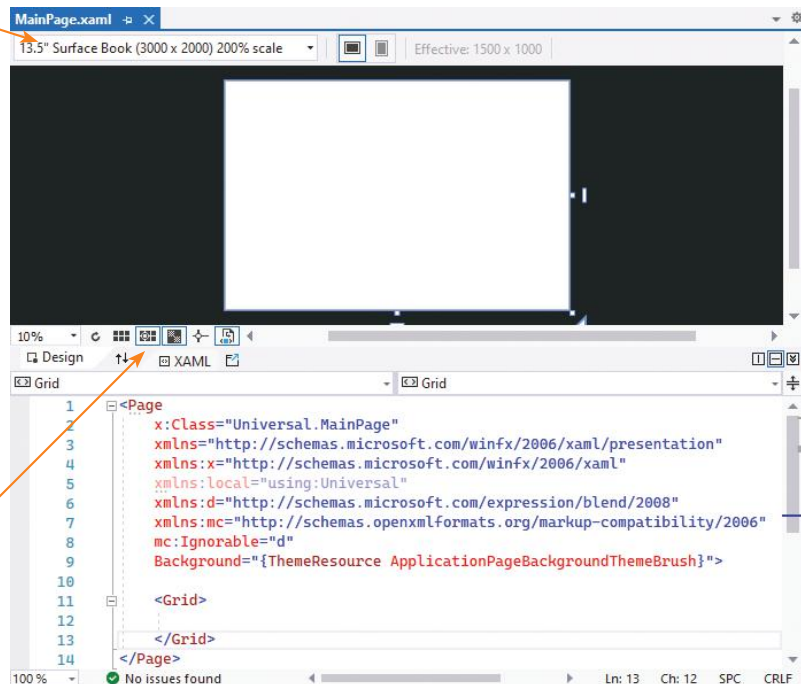 MainPage.xaml
13.5" Surface Book (3000 x 2000) 200% scale
Effective: 1500 x 1000
10%
Design
XAML
Grid
Grid
1 <Page
2 x:Class="Universal.MainPage"
3 xmlns="http://schemas.microsoft.com/winfx/2006/xaml/presentation"
4 xmlns:x="http://schemas.microsoft.com/winfx/2006/xaml"
5 xmlns:local="using:Universal"
6 xmlns:d="http://schemas.microsoft.com/expression/blend/2008"
7 xmlns:mc="http://schemas.openxmlformats.org/markup-compatibility/2006"
8 mc:Ignorable="d"
9 Background="{ThemeResource ApplicationPageBackgroundThemeBrush}">
10
11 <Grid>
12
13 </Grid>
14 </Page>
100 % No issues found Ln: 13 Ch: 12 SPC CRLF